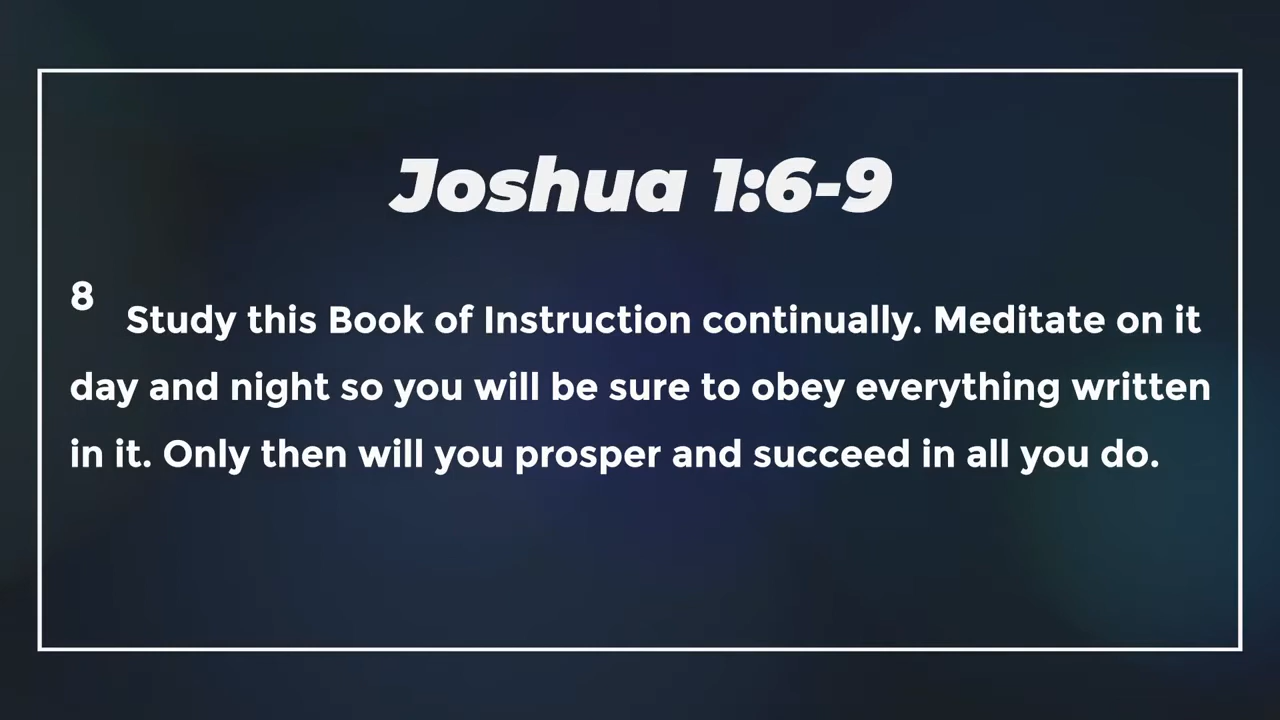 Joshua 1:6-9
8 Study this Book of Instruction continually. Meditate on it
day and night so you will be sure to obey everything written
in it. Only then will you prosper and succeed in all you do.